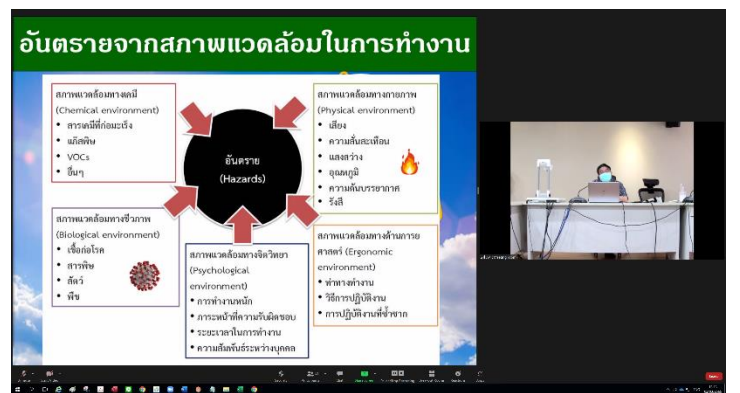 อันตรายจากสภาพแวดล้อมในการทำงาน
สภาพแวดล้อมทางเคมี
(Chemical environment)
• สารเคมีที่ก่อมะเร็ง
• แก๊สพิษ
• VOCs
• อื่นๆ
อันตราย
(Hazards)
สภาพแวดล้อมทางกายภาพ
(Physical environment)
• เสียง
• ความสั่นสะเทือน
• แสงสว่าง
• อุณหภูมิ
• ความดันบรรยากาศ
• รังสี
สภาพแวดล้อมทางชีวภาพ
(Biological environment)
• เชื้อก่อโรค
• สารพิษ
• สัตว์
• พืช
สภาพแวดล้อมทางจิตวิทยา
(Psychological
environment)
• การทำงานหนัก
• ภาระหน้าที่ความรับผิดชอบ
• ระยะเวลาในการทำงาน
• ความสัมพันธ์ระหว่างบุคคล
สภาพแวดล้อมทางด้านการย
ศาสตร์ (Ergonomic
environment)
• ท่าทางทำงาน
• วิธีการปฏิบัติงาน
• การปฏิบัติงานที่ซ้ำซาก